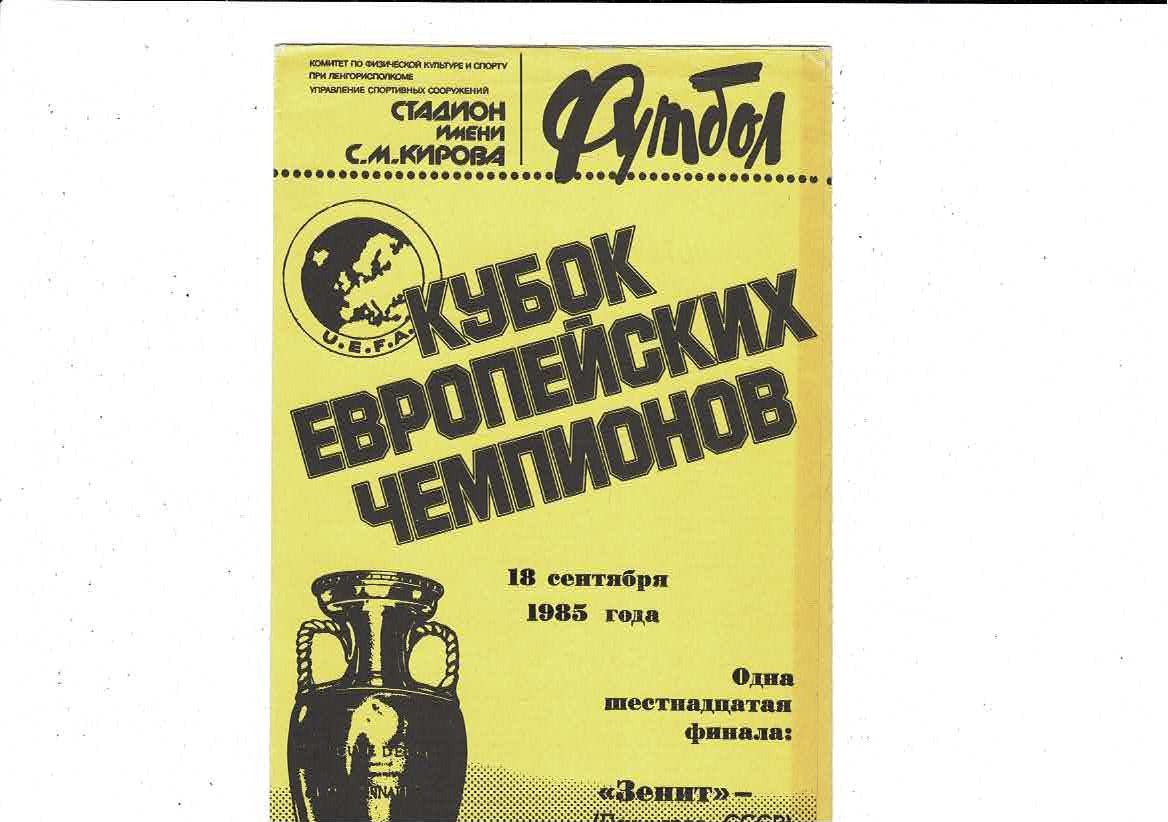 КОМИТЕТ ПО ФИЗИЧЕСКОЙ КУЛЬТУРЕ И СПОРТУ
ПРИ ЛЕНГОРИСПОЛКОМЕ
УПРАВЛЕНИЕ СПОРТИВНЫХ СООРУЖЕНИЙ
СТАДИОН
ИМЕНИ
С.М.КИРОВА
Футбол
U.E.F.A.
КУБОК
ЕВРОПЕЙСКИХ
ЧЕМПИОНОВ
18 сентября
1985 года
Одна
шестнадцатая
финала:
«Зенит»–